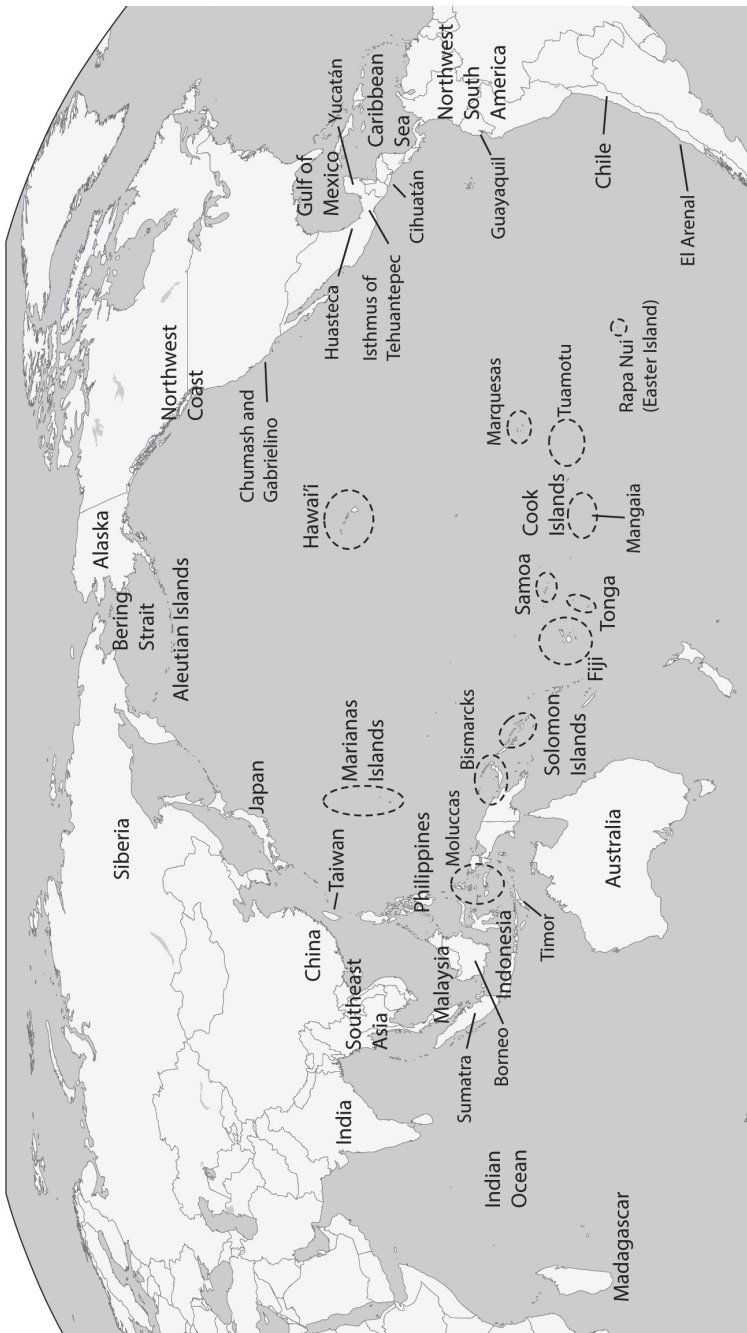 Siberia
Alaska
Bering
Strait
Aleutian Islands
Northwest
Coast
Chumash and
Gabrielino
Gulf of
Mexico
Yucatán
Caribbean
Sea
Huasteca
Isthmus of
Tehuantepec
Cihuatán
Northwest
South
America
Guayaquil
Chile
El Arenal
Hawai‘i
Marquesas
Tuamotu
Rapa Nui
(Easter Island)
Cook
Islands
Mangaia
Samoa
Tonga
Fiji
Japan
China
Taiwan
Marianas
Islands
Southeast
Asia
India
Philippines
Malaysia
Moluccas
Bismarcks
Solomon
Islands
Indonesia
Sumatra
Borneo
Timor
Australia
Indian
Ocean
Madagascar